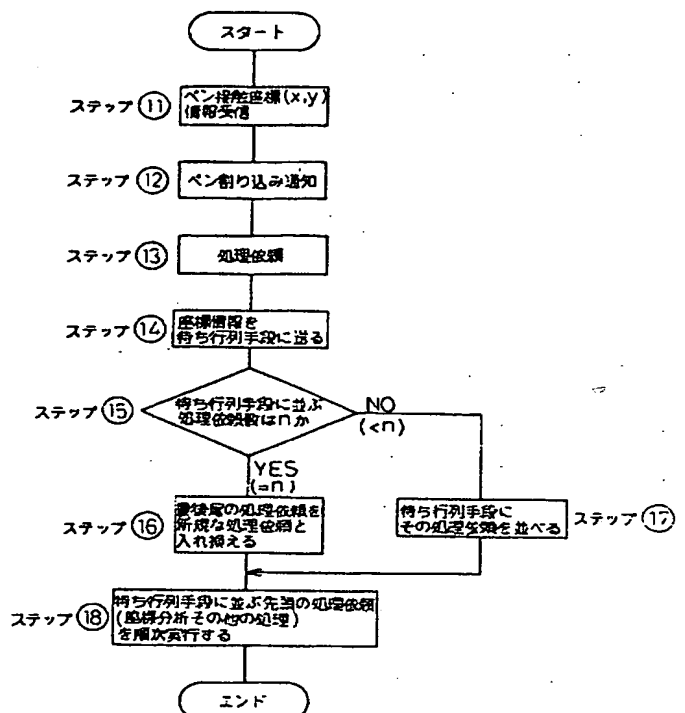 スタート
ステップ ⑪
ペン接触座標(x,y)
情報受信
ステップ ⑫
ペン割り込み通知
ステップ ⑬
処理依頼
ステップ ⑭
座標情報を
待ち行列手段に送る
ステップ ⑮
待ち行列手段に並ぶ
処理依頼数はnか
NO
(<n)
YES
(=n)
ステップ ⑯
最後尾の処理依頼を
新規な処理依頼と
入れ換える
待ち行列手段に
その処理依頼を並べる
ステップ ⑰
ステップ ⑱
待ち行列手段に並ぶ先頭の処理依頼
(座標分析その他の処理)
を順次実行する
エンド